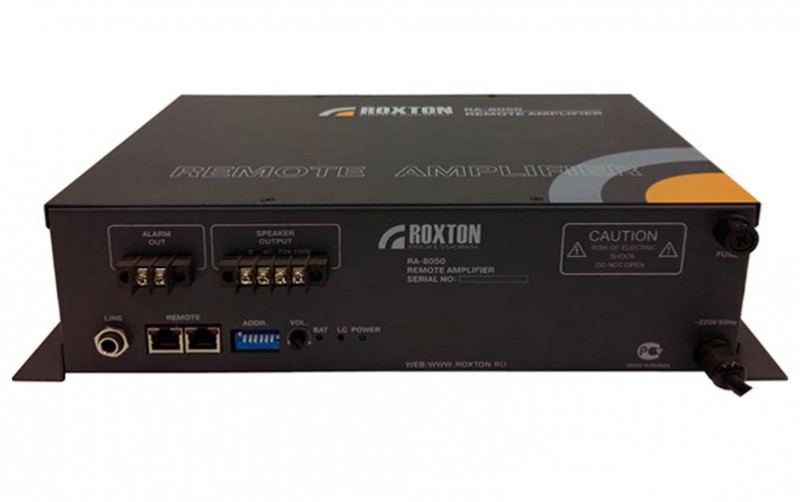 ROXTON
RA-8050
REMOTE AMPLIFIER
REMOTE AMPLIFIER
ALARM
OUT
SPEAKER
OUTPUT
ROXTON
PROFESSIONAL
RA-8050
REMOTE AMPLIFIER
SERIAL NO:
CAUTION
RISK OF ELECTRIC
SHOCK
DO NOT OPEN
FUSE
LINE
REMOTE
ADDR.
VOL.
BAT
LC
POWER
~220V 50Hz
WEB:WWW.ROXTON.RU